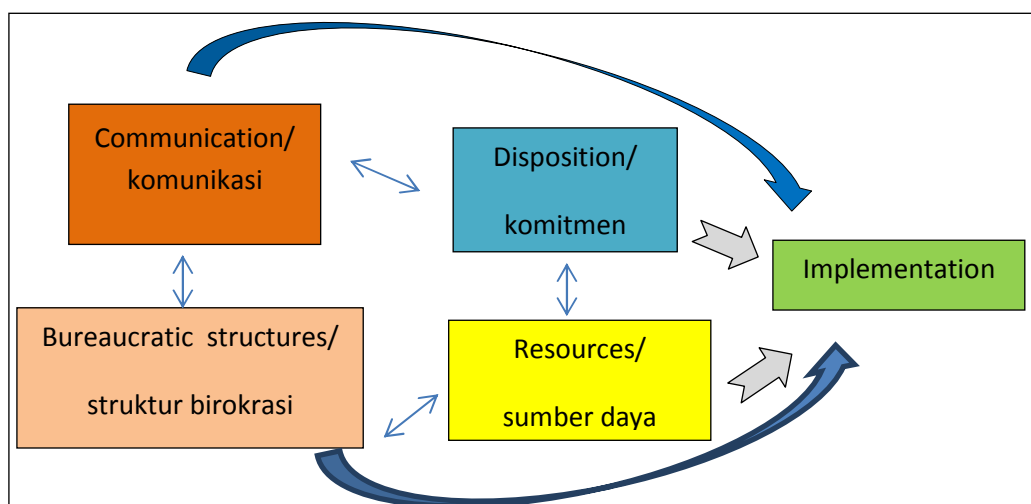 Communication/
komunikasi
Disposition/
komitmen
Implementation
Bureaucratic structures/
struktur birokrasi
Resources/
sumber daya